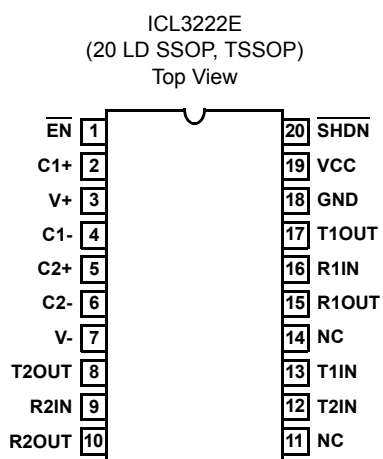 ICL3222E
(20 LD SSOP, TSSOP)
Top View
EN 1 20 SHDN
C1+ 2 19 VCC
V+ 3 18 GND
C1- 4 17 T1OUT
C2+ 5 16 R1IN
C2- 6 15 R1OUT
V- 7 14 NC
T2OUT 8 13 T1IN
R2IN 9 12 T2IN
R2OUT 10 11 NC